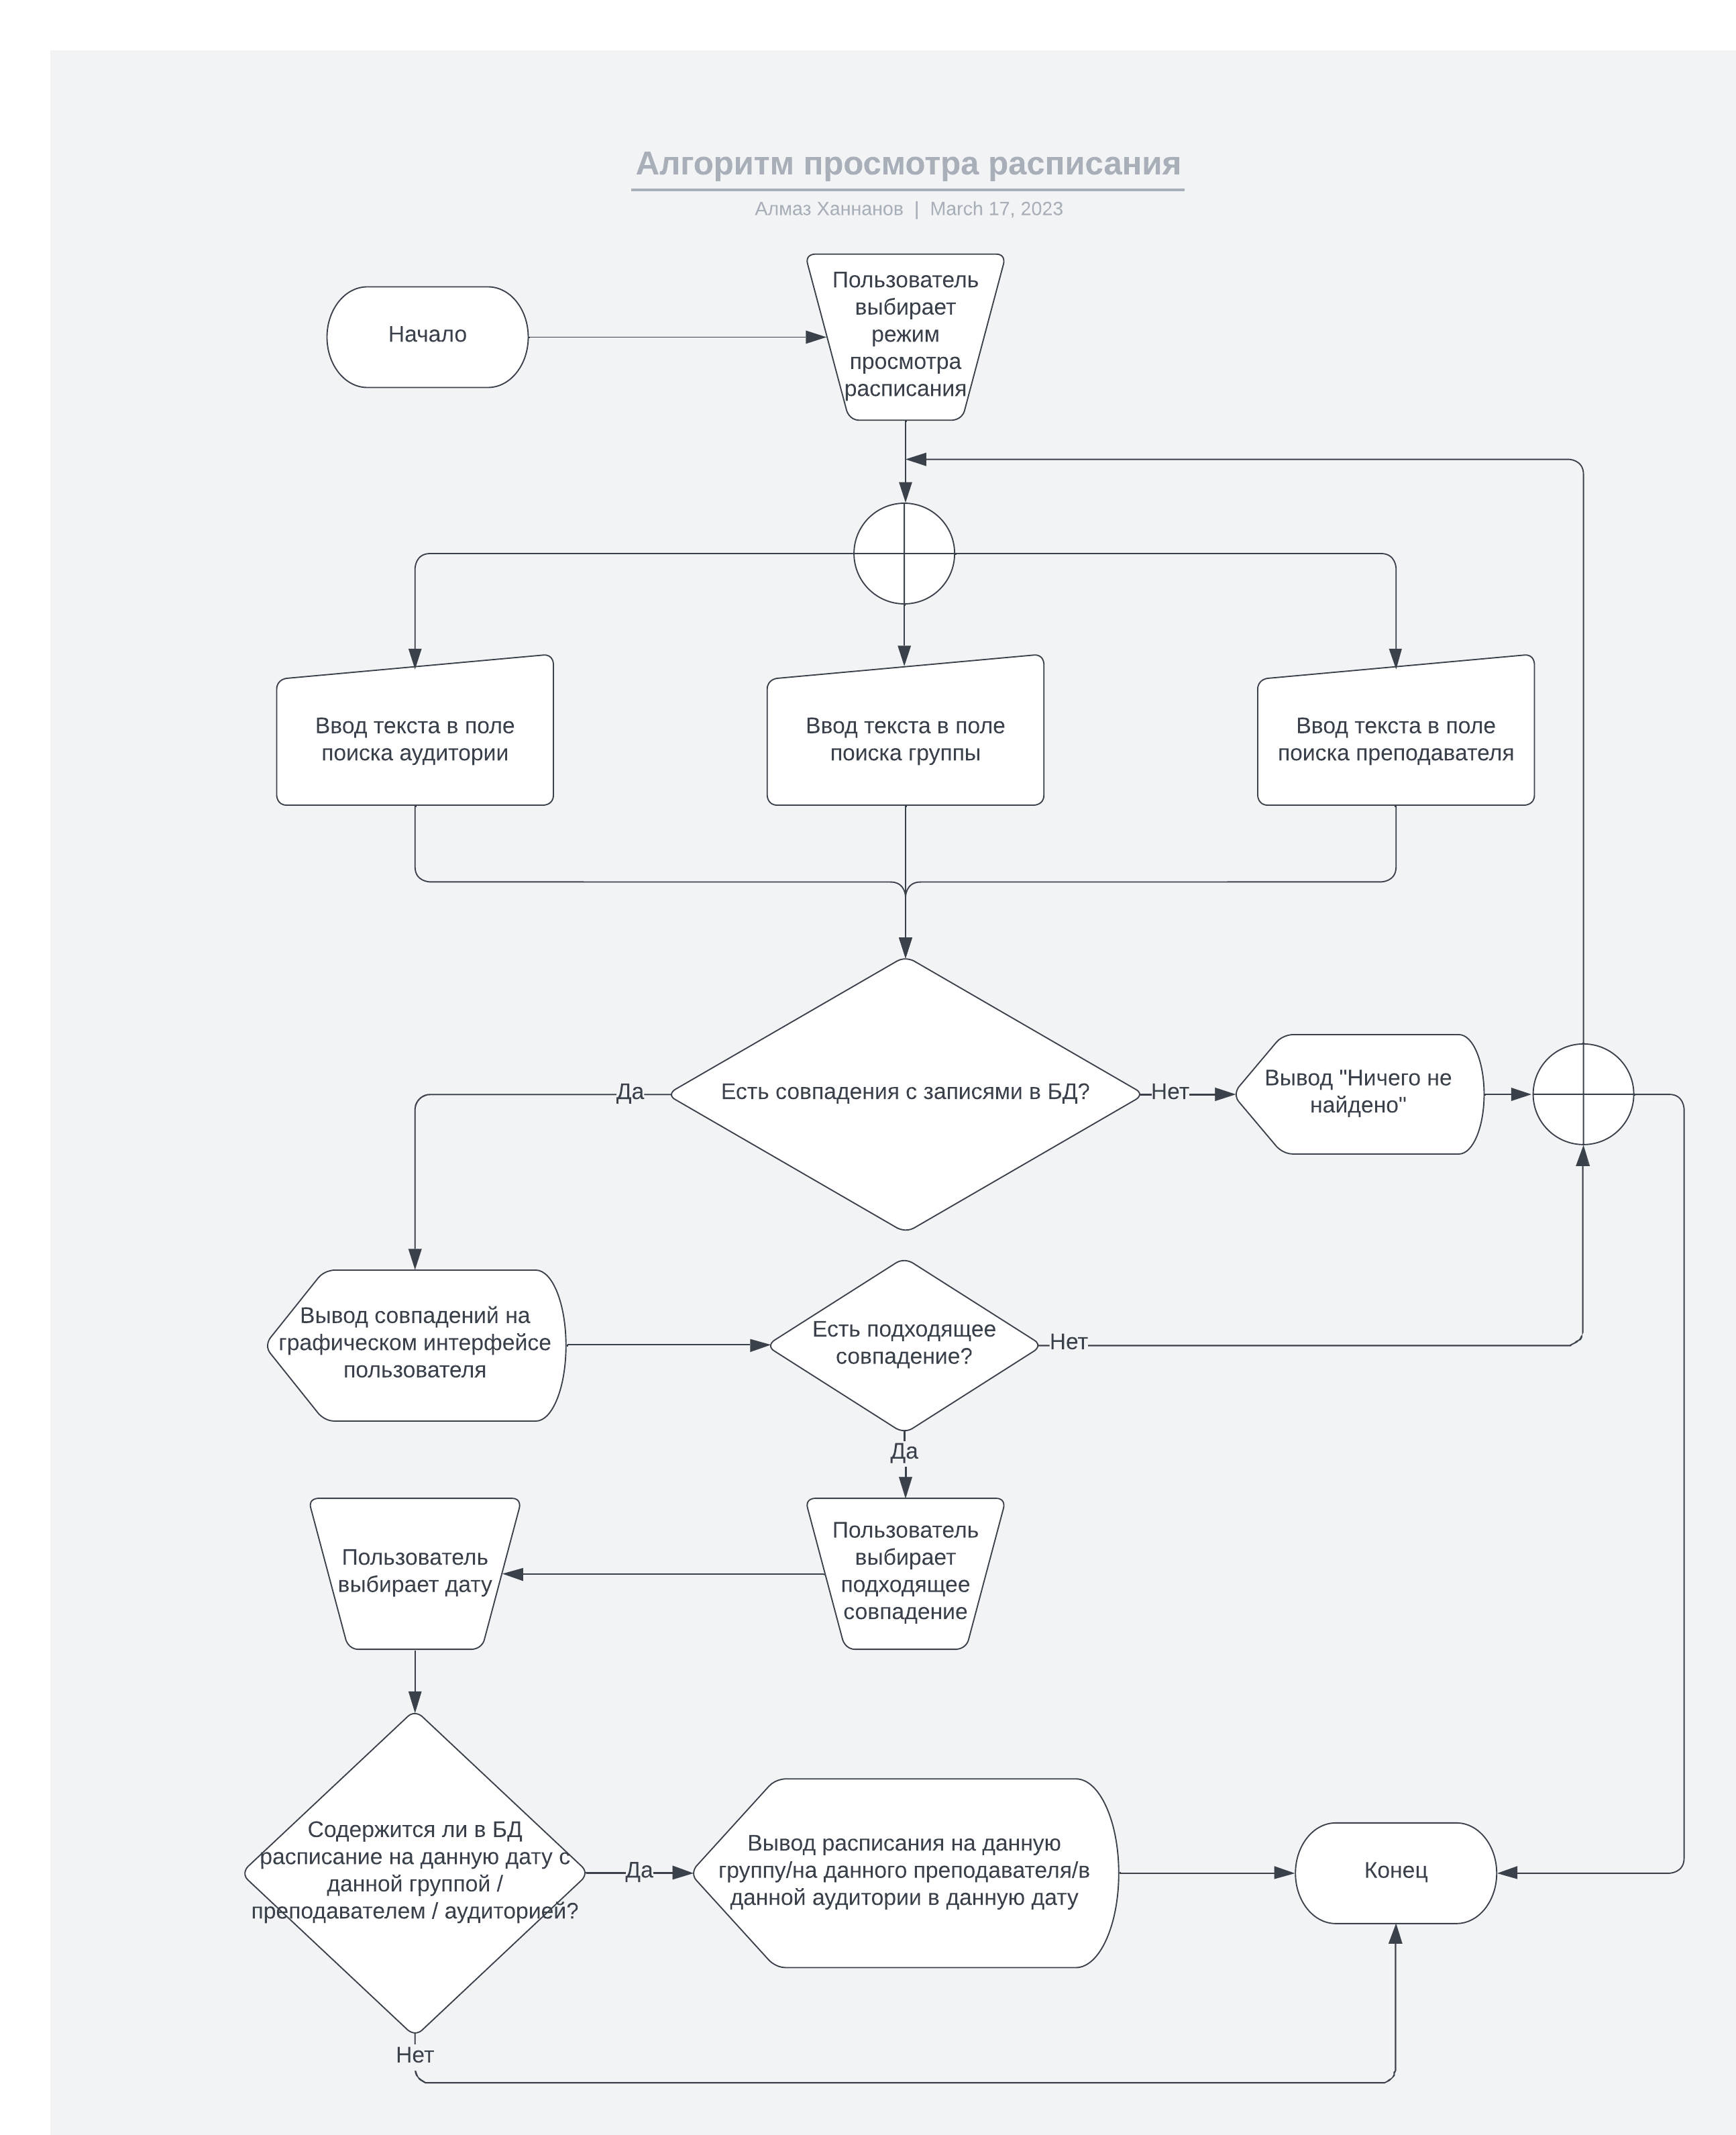 Алгоритм просмотра расписания
Алмаз Ханнанов | March 17, 2023
Начало
Пользователь
выбирает
режим
просмотра
расписания
Ввод текста в поле
поиска аудитории
Ввод текста в поле
поиска группы
Ввод текста в поле
поиска преподавателя
Да
Есть совпадения с записями в БД?
Нет
Вывод "Ничего не
найдено"
Вывод совпадений на
графическом интерфейсе
пользователя
Есть подходящее
совпадение?
Нет
Да
Пользователь
выбирает дату
Пользователь
выбирает
подходящее
совпадение
Содержится ли в БД
расписание на данную дату с
данной группой /
преподавателем / аудиторией?
Да
Вывод расписания на данную
группу/на данного преподавателя/в
данной аудитории в данную дату
Конец
Нет